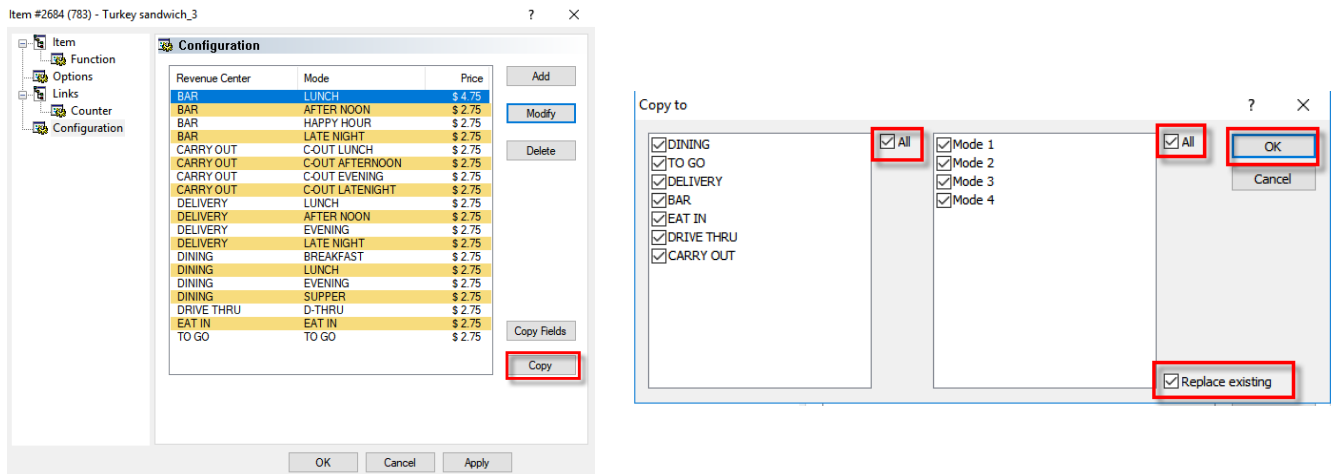 Item #2684 (783) - Turkey sandwich_3 ? ×
Item
Function
Options
Links
Counter
Configuration
Configuration
Revenue Center Mode Price
BAR LUNCH $ 4.75
BAR AFTER NOON $ 2.75
BAR HAPPY HOUR $ 2.75
BAR LATE NIGHT $ 2.75
CARRY OUT C-OUT LUNCH $ 2.75
CARRY OUT C-OUT AFTERNOON $ 2.75
CARRY OUT C-OUT EVENING $ 2.75
CARRY OUT C-OUT LATENIGHT $ 2.75
DELIVERY LUNCH $ 2.75
DELIVERY AFTER NOON $ 2.75
DELIVERY EVENING $ 2.75
DELIVERY LATE NIGHT $ 2.75
DINING BREAKFAST $ 2.75
DINING LUNCH $ 2.75
DINING EVENING $ 2.75
DINING SUPPER $ 2.75
DRIVE THRU D-THRU $ 2.75
EAT IN EAT IN $ 2.75
TO GO TO GO $ 2.75
Add
Modify
Delete
Copy Fields
Copy
OK Cancel Apply
Copy to ? ×
DINING
TO GO
DELIVERY
BAR
EAT IN
DRIVE THRU
CARRY OUT
All
Mode 1
Mode 2
Mode 3
Mode 4
All
OK
Cancel
Replace existing